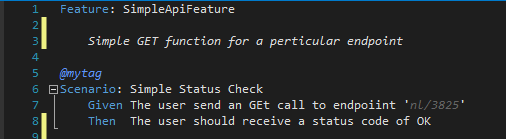 1 Feature: SimpleApiFeature
2
3 Simple GET function for a perticular endpoint
4
5 @mytag
6 Scenario: Simple Status Check
7 Given The user send an GEt call to endpoiint 'nl/3825'
8 Then The user should receive a status code of OK
9